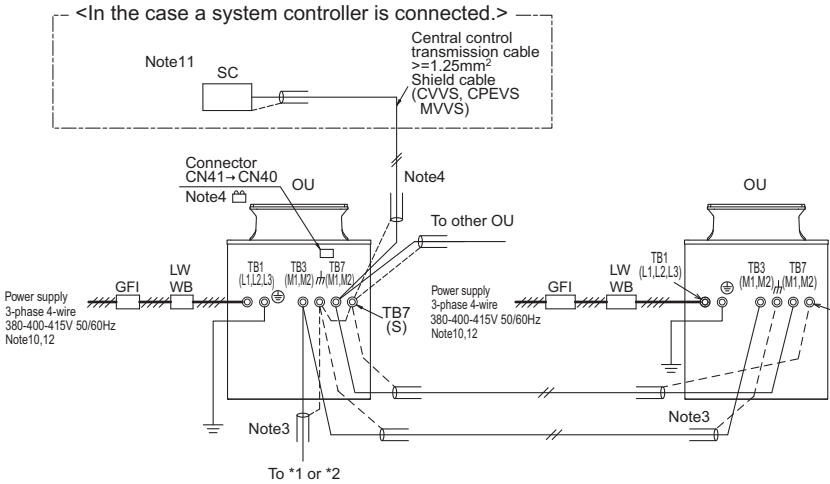 <In the case a system controller is connected.>
Note11
SC
Central control
transmission cable
>=1.25mm²
Shield cable
(CVVS, CPEVS
MVVS)
Connector
CN41→CN40
Note4
OU
Note4
To other OU
OU
TB1
(L1,L2,L3)
TB3
(M1,M2)
TB7
(M1,M2)
LW
GFI
WB
Power supply
3-phase 4-wire
380-400-415V 50/60Hz
Note10,12
TB7
(S)
TB1
(L1,L2,L3)
TB3
(M1,M2)
TB7
(M1,M2)
LW
GFI
WB
Power supply
3-phase 4-wire
380-400-415V 50/60Hz
Note10,12
Note3
Note3
To *1 or *2